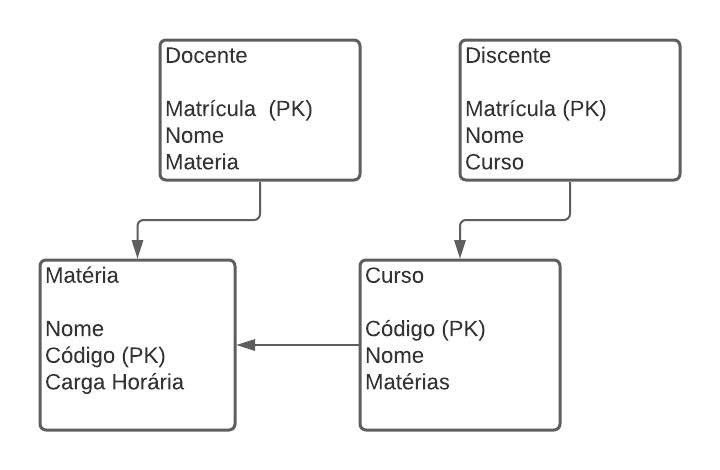 Docente
Matrícula  (PK)
Nome
Materia
Discente
Matrícula (PK)
Nome
Curso
Matéria
Nome
Código (PK)
Carga Horária
Curso
Código (PK)
Nome
Matérias